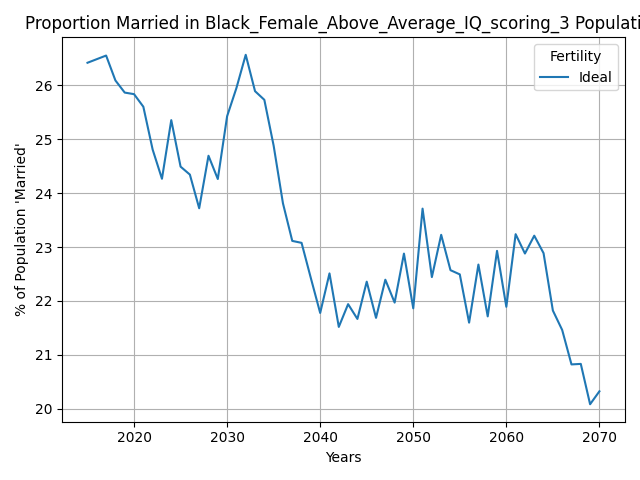 Proportion Married in Black_Female_Above_Average_IQ_scoring_3 Populati
Fertility
Ideal
26
25
24
23
22
21
20
% of Population 'Married'
2020 2030 2040 2050 2060 2070
Years